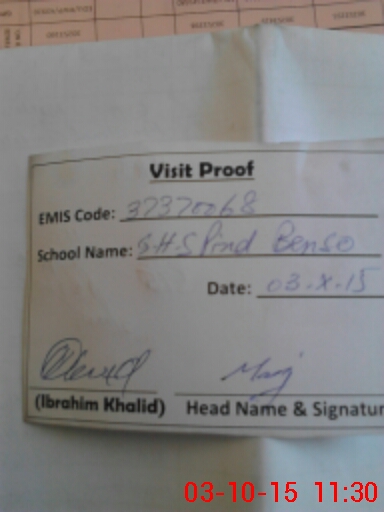 Visit Proof
EMIS Code: 37370068
School Name: G.H.S Pind Benso
Date: 03-X-15
(Ibrahim Khalid) Head Name & Signatur
03-10-15 11:30